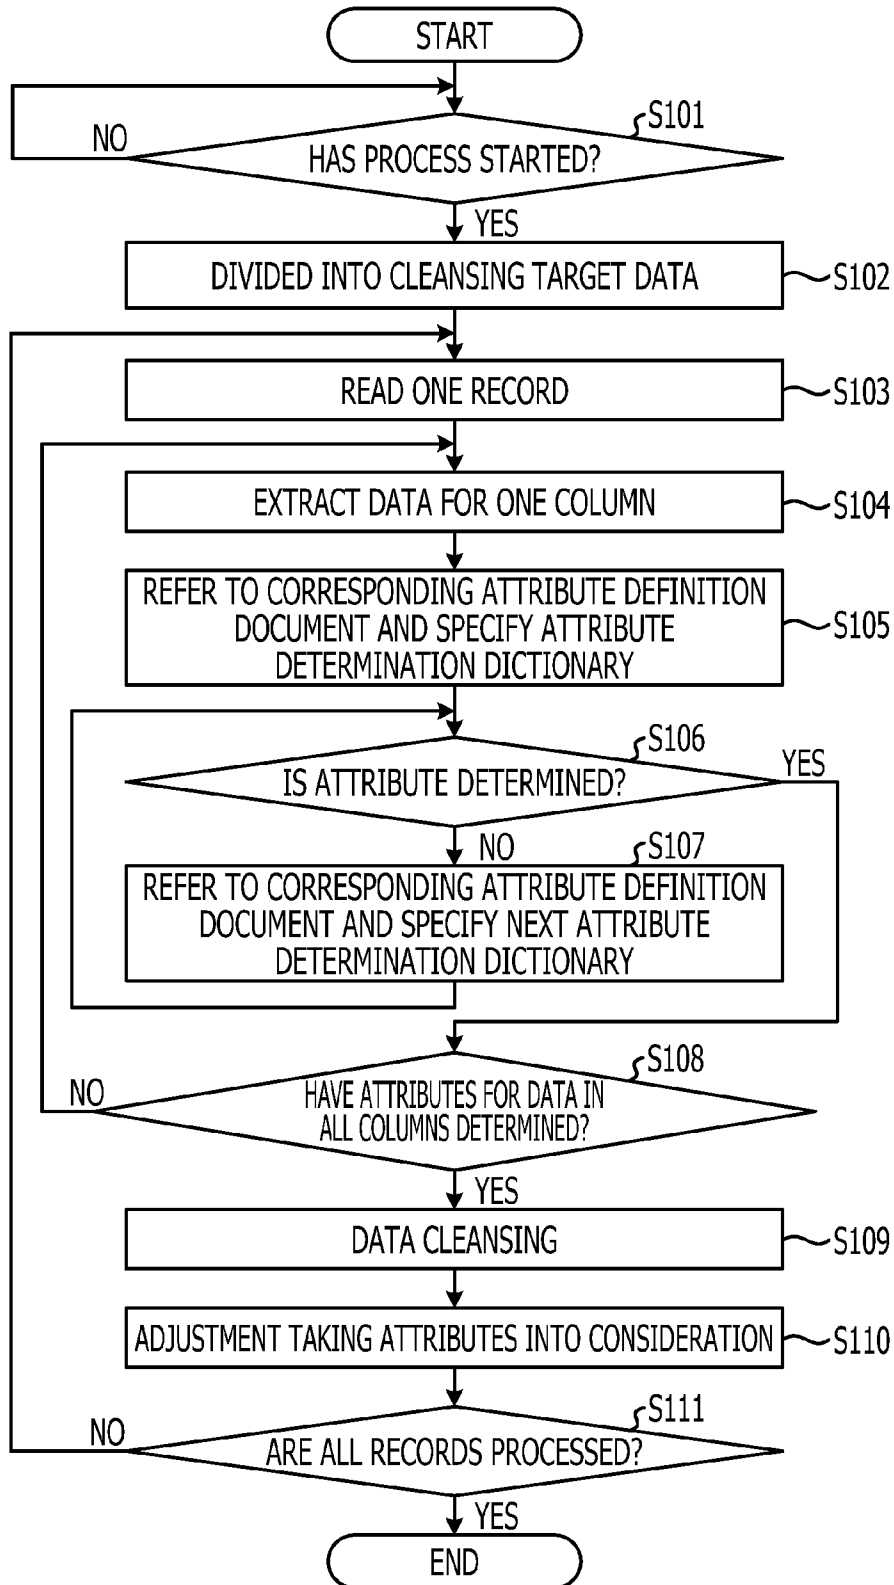 START
S101
NO
HAS PROCESS STARTED?
YES
DIVIDED INTO CLEANSING TARGET DATA
S102
READ ONE RECORD
S103
EXTRACT DATA FOR ONE COLUMN
S104
REFER TO CORRESPONDING ATTRIBUTE DEFINITION
DOCUMENT AND SPECIFY ATTRIBUTE
DETERMINATION DICTIONARY
S105
S106
IS ATTRIBUTE DETERMINED?
YES
NO
S107
REFER TO CORRESPONDING ATTRIBUTE DEFINITION
DOCUMENT AND SPECIFY NEXT ATTRIBUTE
DETERMINATION DICTIONARY
S108
NO
HAVE ATTRIBUTES FOR DATA IN
ALL COLUMNS DETERMINED?
YES
DATA CLEANSING
S109
ADJUSTMENT TAKING ATTRIBUTES INTO CONSIDERATION
S110
S111
NO
ARE ALL RECORDS PROCESSED?
YES
END